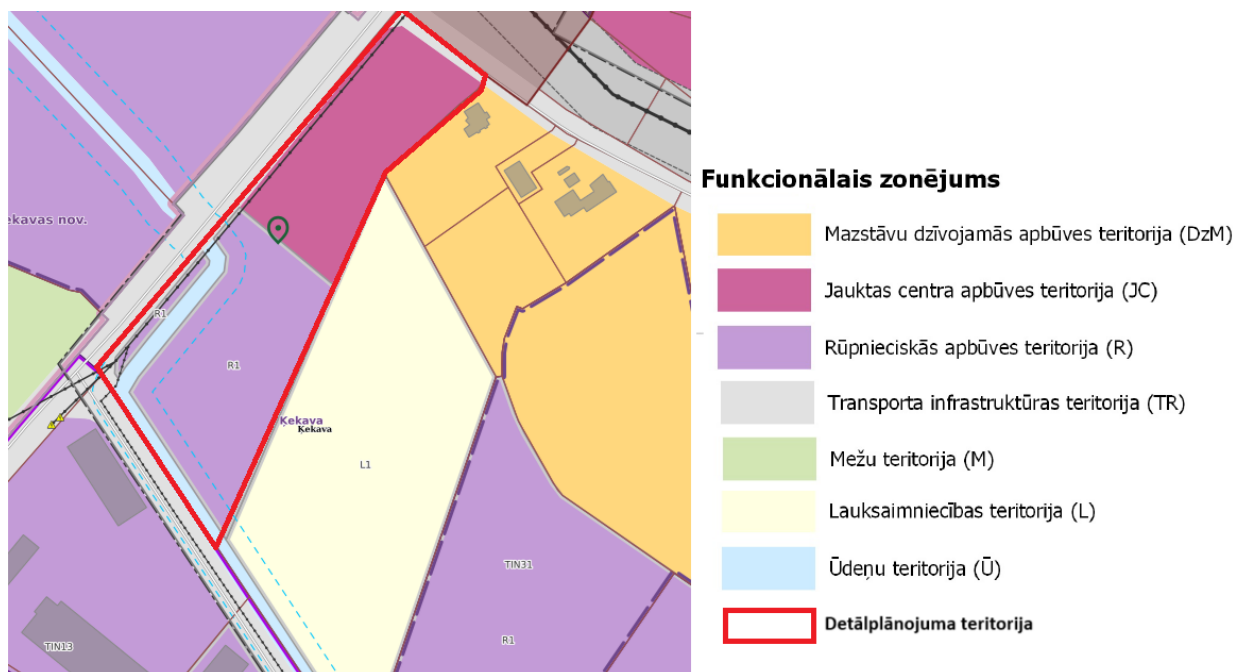 ekavas nov.
R1
R1
Ķekava
Ķekava
L1
TIN31
R1
TIN13
Funkcionālais zonējums
Mazstāvu dzīvojamās apbūves teritorija (DzM)
Jauktas centra apbūves teritorija (JC)
Rūpnieciskās apbūves teritorija (R)
Transporta infrastruktūras teritorija (TR)
Mežu teritorija (M)
Lauksaimniecības teritorija (L)
Ūdeņu teritorija (Ū)
Detālplānojuma teritorija